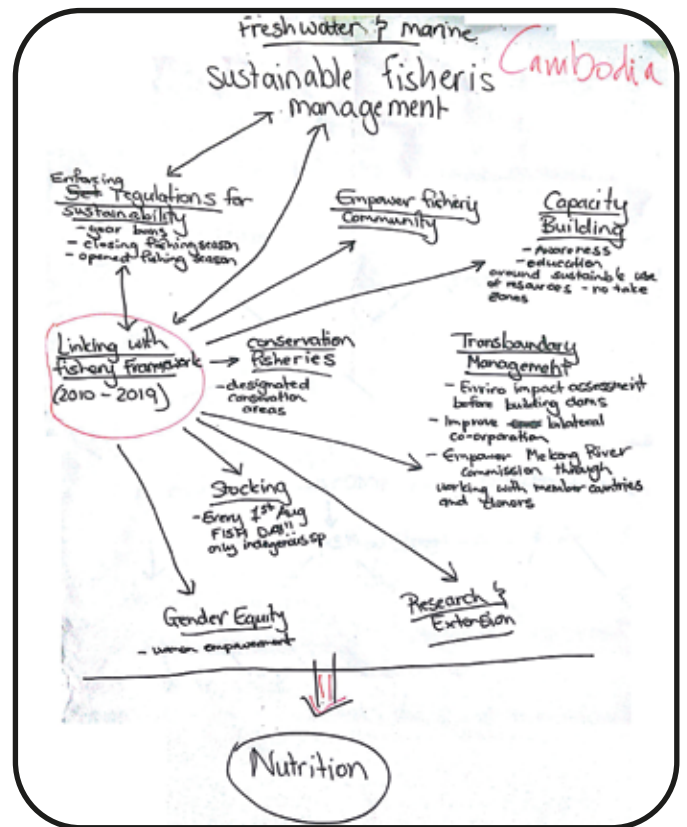 Freshwater & marine
Cambodia
sustainable fisheris
management
Enforcing
Set regulations for
sustainability
- gear bans
- closing fishing season
- opened fishing season
Empower fishery
Community
Capacity
Building
- Awareness
- education
around sustainable use
of resources - no take
zones
Linking with
fishery framework
(2010 - 2019)
conservation
fisheries
- designated
conservation
areas
Transboundary
Management
- Enviro impact assessment
before building dams
- Improve bilateral
co-orporation
- Empower Mekong River
commission through
working with member countries
and donors
Stocking
- Every 1st Aug
FISH DAY!!
only indegenous sp
Gender Equity
- women empowerment
Research &
Extension
Nutrition